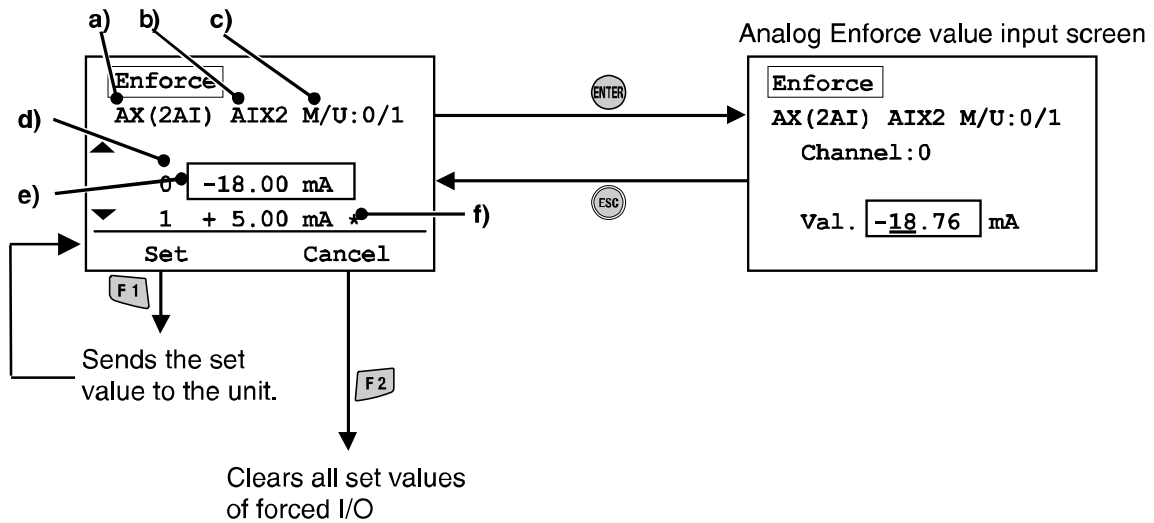 a)
b)
c)
Analog Enforce value input screen
Enforce
AX(2AI) AIX2 M/U:0/1
d)
0 -18.00 mA
e)
1 + 5.00 mA *
f)
Set Cancel
F1
Sends the set
value to the unit.
F2
Clears all set values
of forced I/O
ENTER
ESC
Enforce
AX(2AI) AIX2 M/U:0/1
Channel:0
Val. -18.76 mA